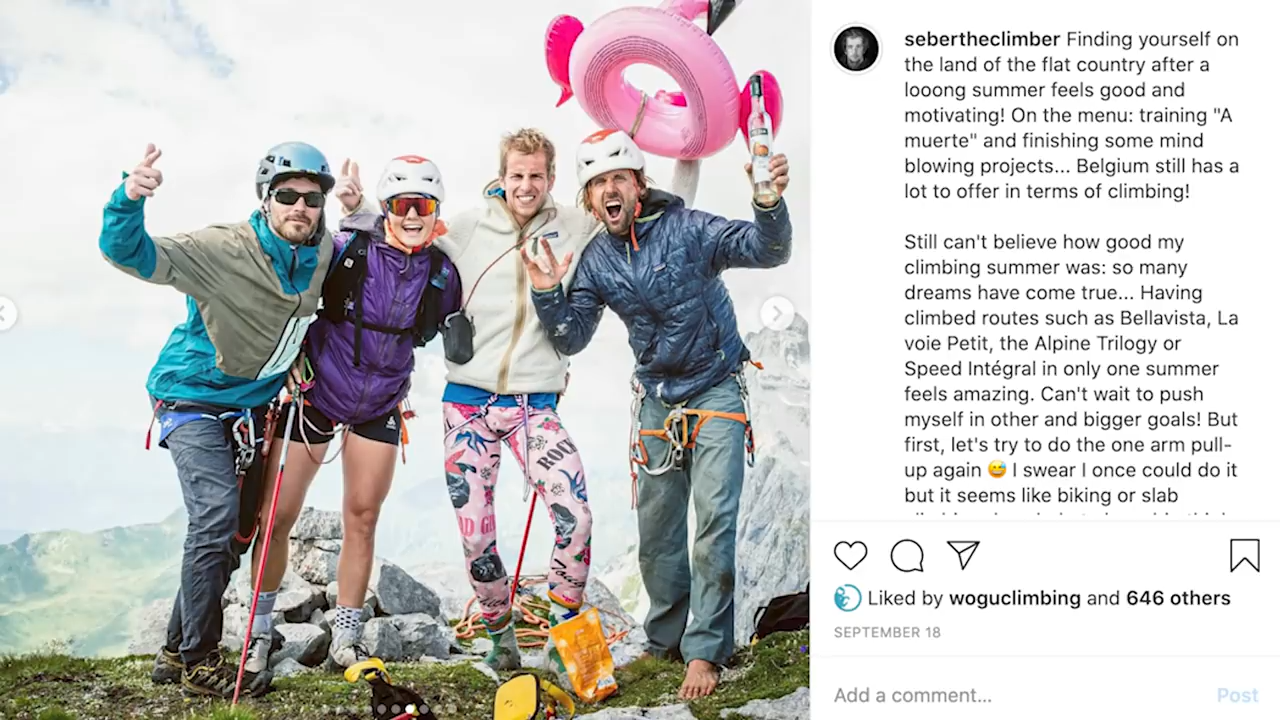 sebertheclimber Finding yourself on
the land of the flat country after a
looong summer feels good and
motivating! On the menu: training "A
muerte" and finishing some mind
blowing projects... Belgium still has a
lot to offer in terms of climbing!
Still can't believe how good my
climbing summer was: so many
dreams have come true... Having
climbed routes such as Bellavista, La
voie Petit, the Alpine Trilogy or
Speed Intégral in only one summer
feels amazing. Can't wait to push
myself in other and bigger goals! But
first, let's try to do the one arm pull-
up again 😅 I swear I once could do it
but it seems like biking or slab
Liked by woguclimbing and 646 others
SEPTEMBER 18
Add a comment...
Post
ROCK